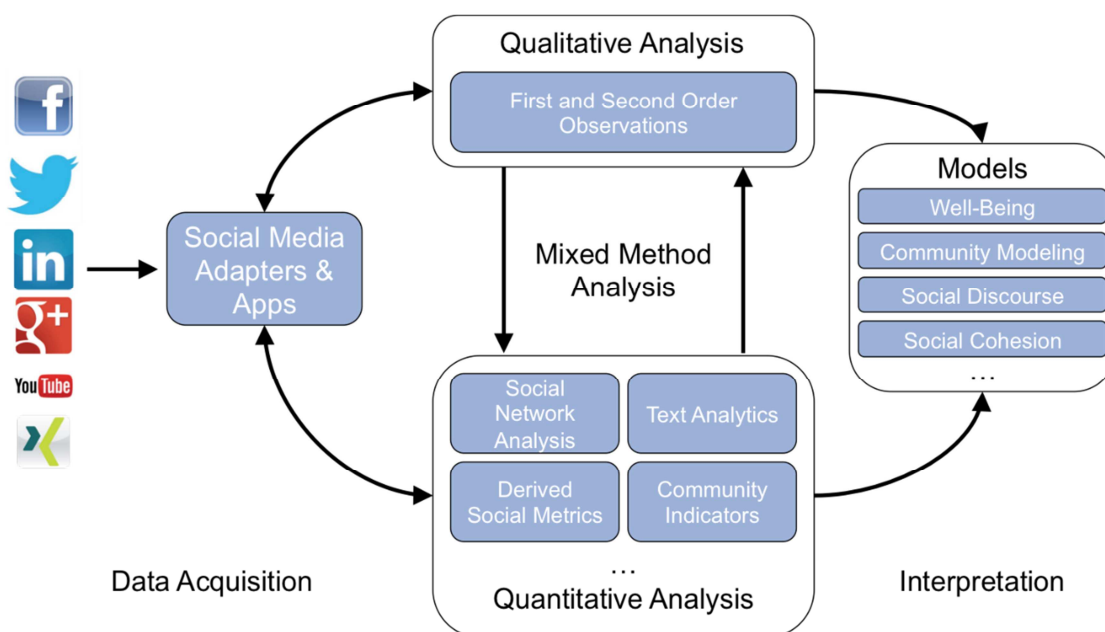 Qualitative Analysis
First and Second Order
Observations
f
in
g+
YouTube
Social Media
Adapters &
Apps
Mixed Method
Analysis
Models
Well-Being
Community Modeling
Social Discourse
Social Cohesion
…
Social
Network
Analysis
Text Analytics
Derived
Social Metrics
Community
Indicators
…
Quantitative Analysis
Data Acquisition
Interpretation